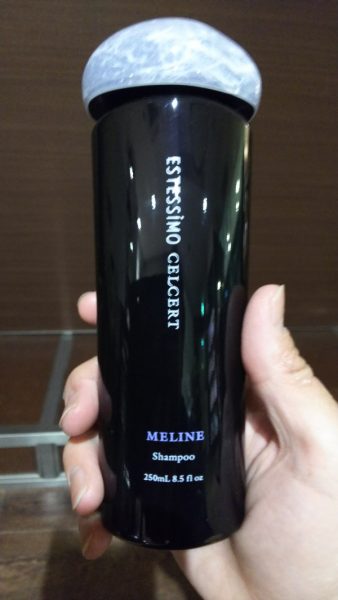 ESTESSiMO CELCERT
MELINE
Shampoo
250mL 8.5 fl oz